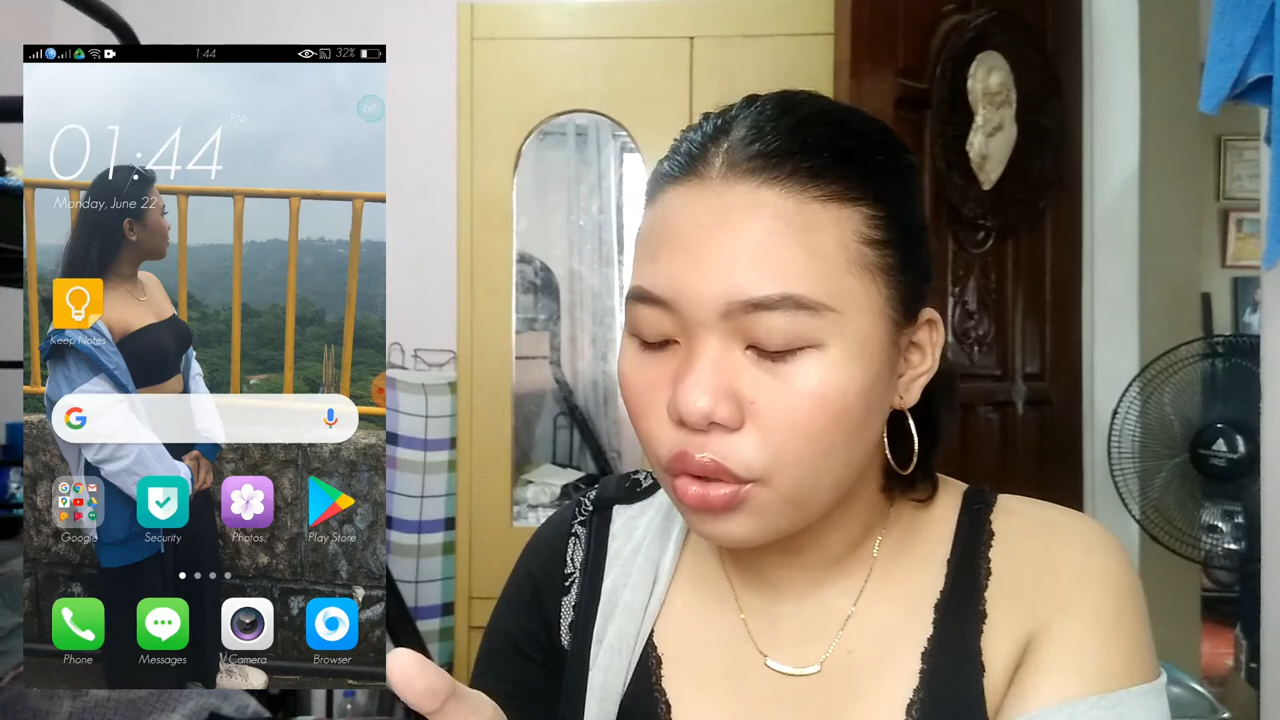 1:44
32%
01:44
PM
Monday, June 22
Keep Notes
Google
Security
Photos
Play Store
Phone
Messages
Camera
Browser